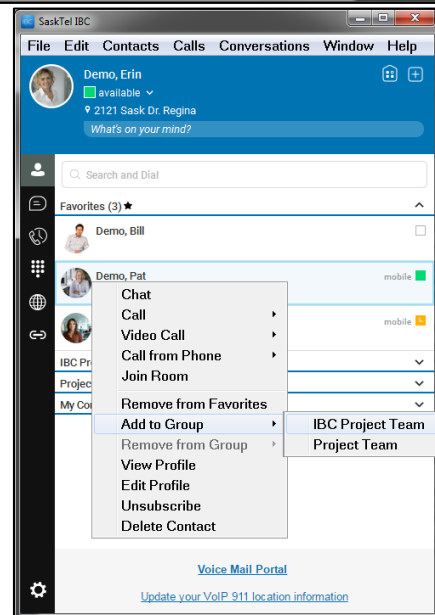 SaskTel IBC
File Edit Contacts Calls Conversations Window Help
Demo, Erin
available
2121 Sask Dr. Regina
What's on your mind?
Search and Dial
Favorites (3)
Demo, Bill
Demo, Pat
mobile
Chat
Call
mobile
Video Call
Call from Phone
IBC Pr
Join Room
Projec
Remove from Favorites
My Co
Add to Group
IBC Project Team
Remove from Group
Project Team
View Profile
Edit Profile
Unsubscribe
Delete Contact
Voice Mail Portal
Update your VoIP 911 location information